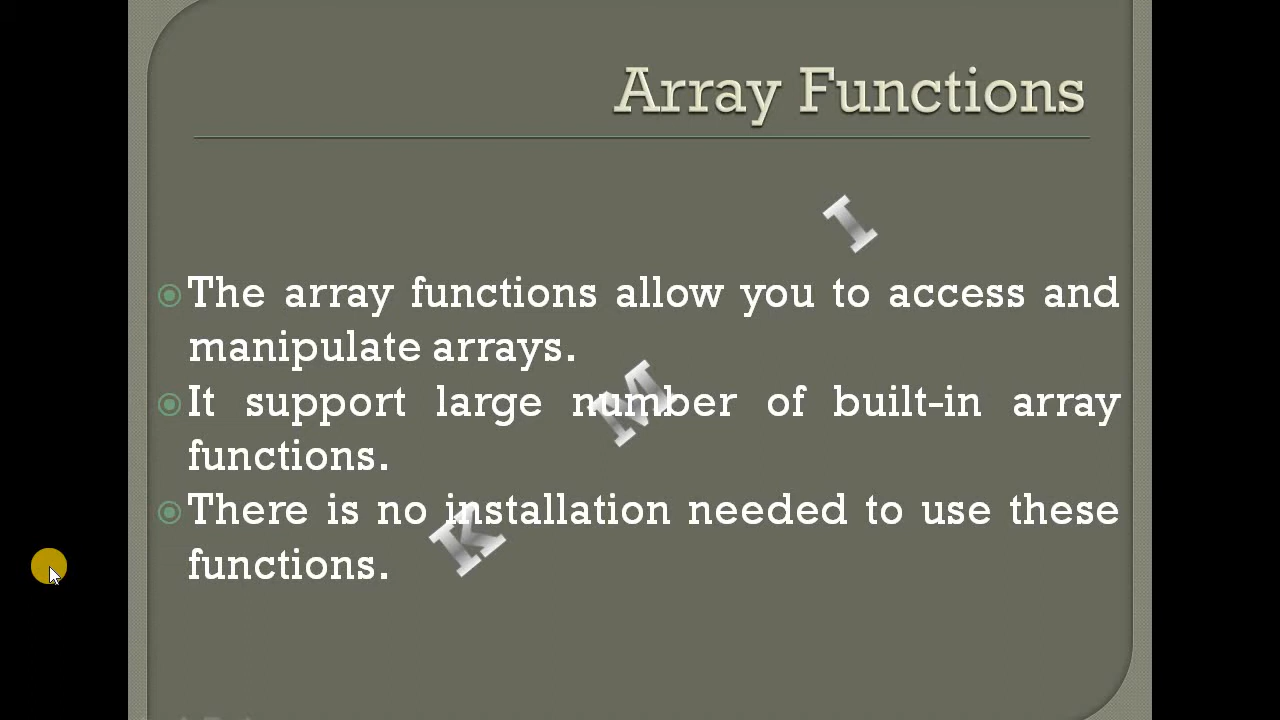 Array Functions
I
The array functions allow you to access and
manipulate arrays.
M
It support large number of built-in array
functions.
There is no installation needed to use these
K
functions.